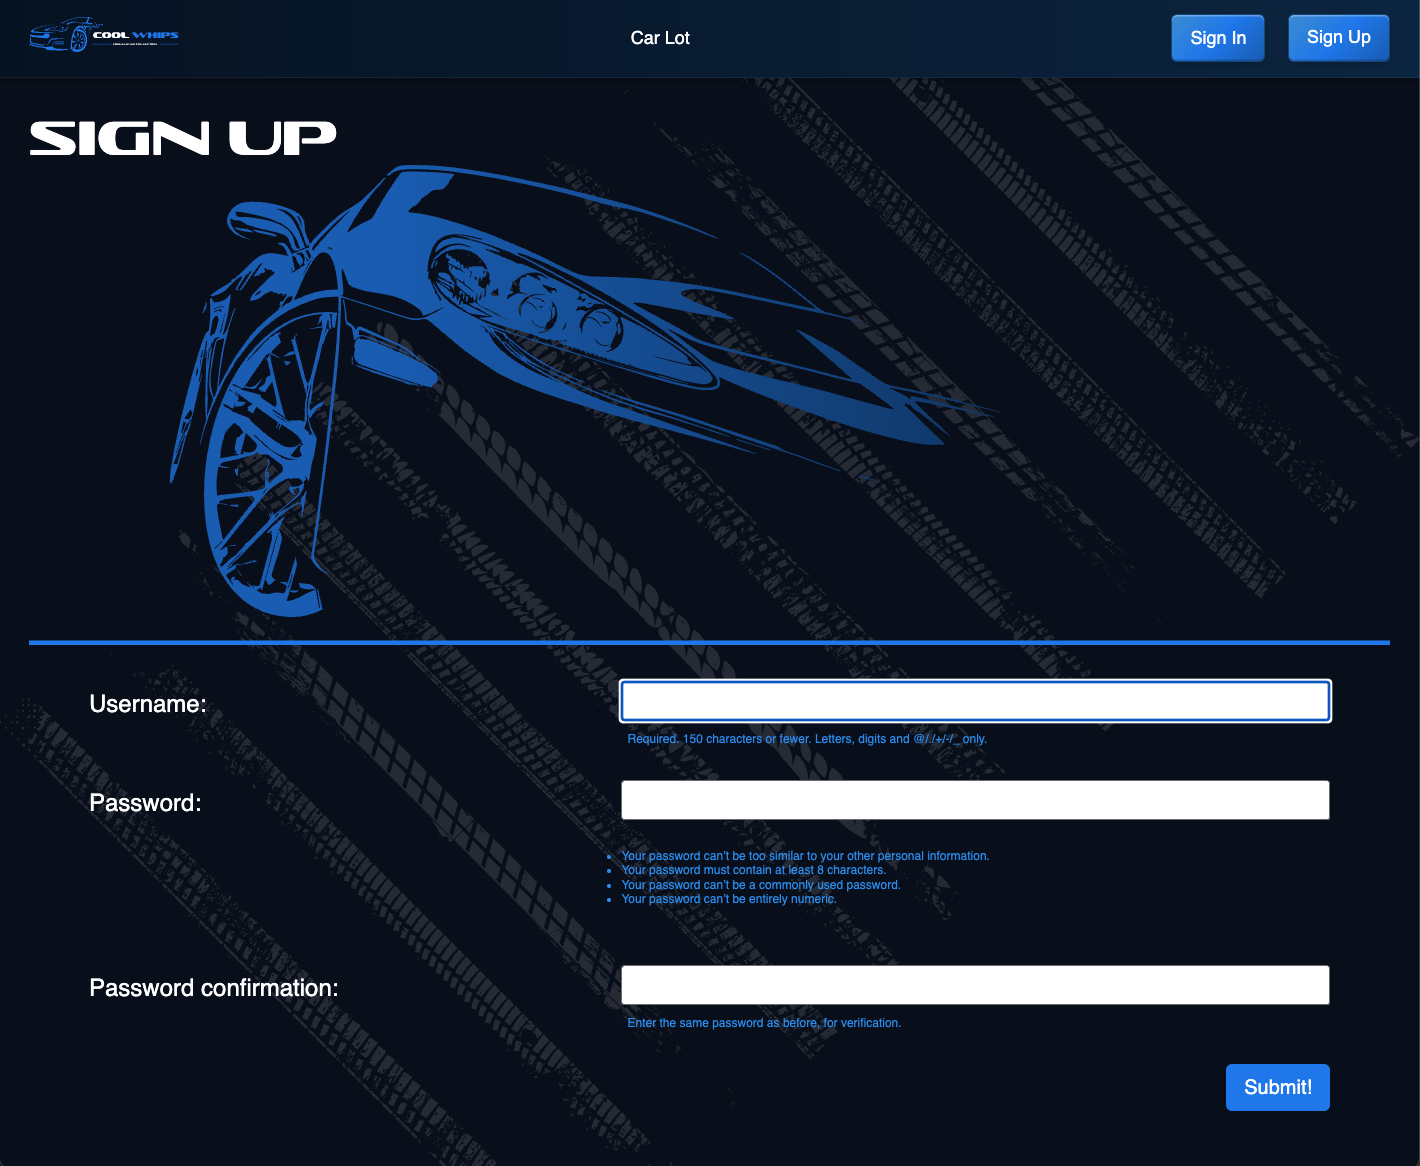 COOL WHIPS
Car Lot
Sign In
Sign Up
SIGN UP
Username:
Required. 150 characters or fewer. Letters, digits and @/./+/-/_ only.
Password:
Your password can't be too similar to your other personal information.
Your password must contain at least 8 characters.
Your password can't be a commonly used password.
Your password can't be entirely numeric.
Password confirmation:
Enter the same password as before, for verification.
Submit!